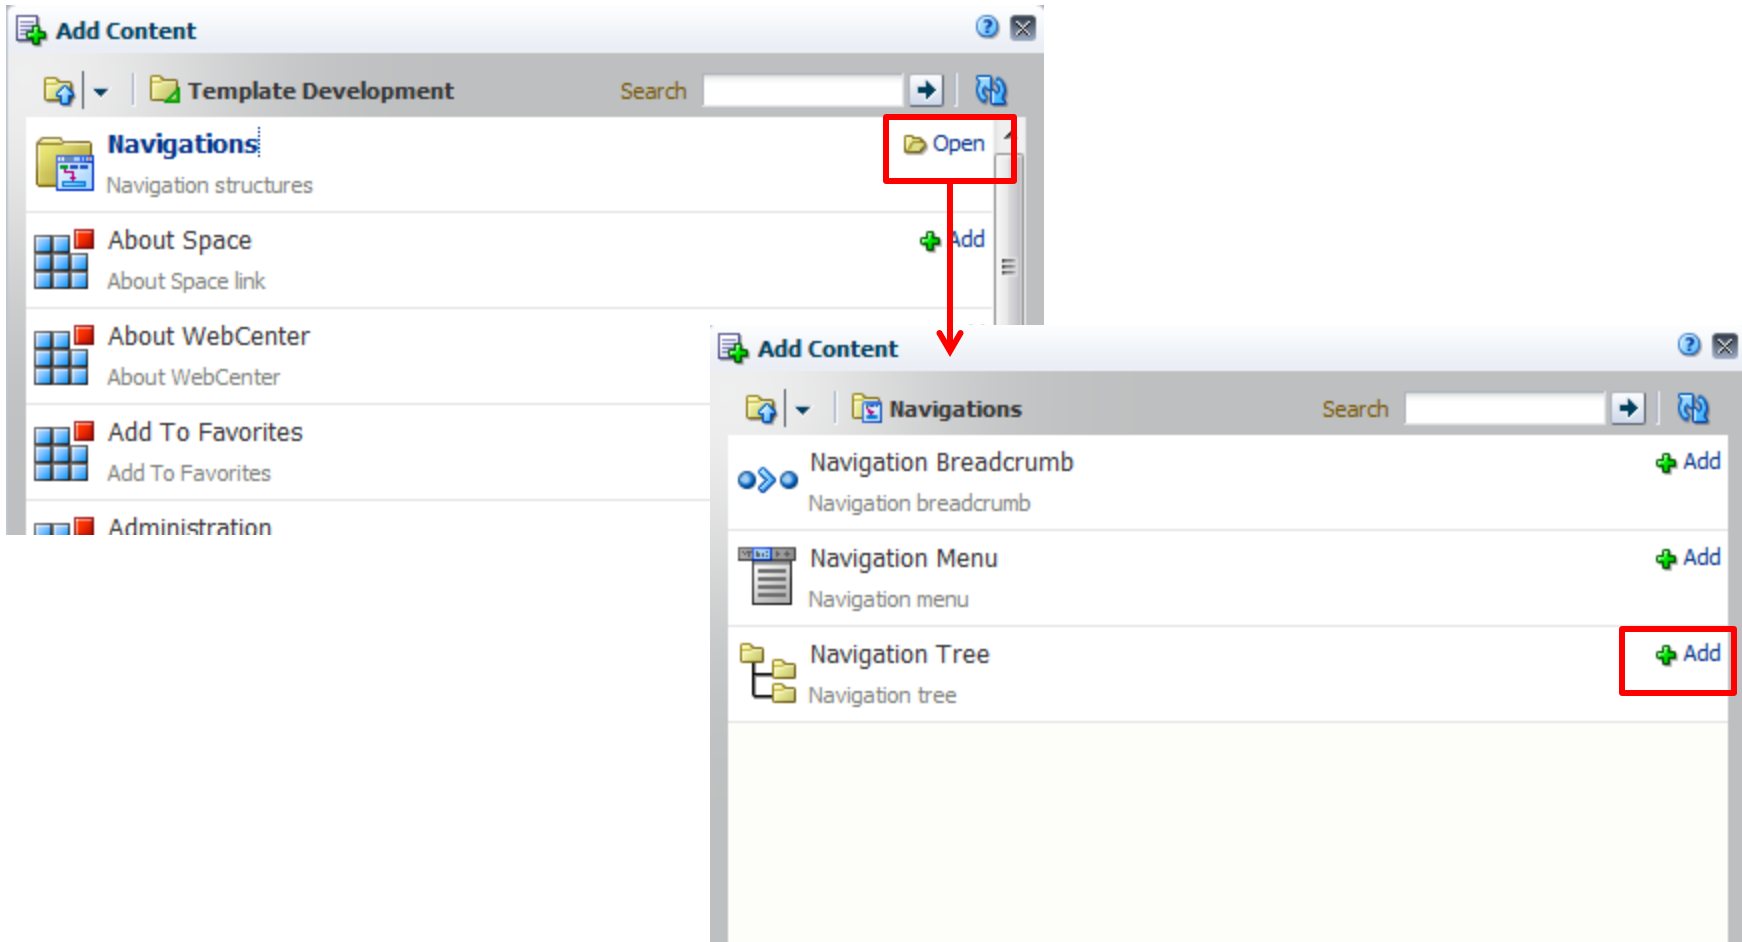 Add Content
Template Development Search
Navigations Open
Navigation structures
About Space Add
About Space link
About WebCenter
About WebCenter
Add To Favorites
Add To Favorites
Administration
Add Content
Navigations Search
Navigation Breadcrumb Add
Navigation breadcrumb
Navigation Menu Add
Navigation menu
Navigation Tree Add
Navigation tree